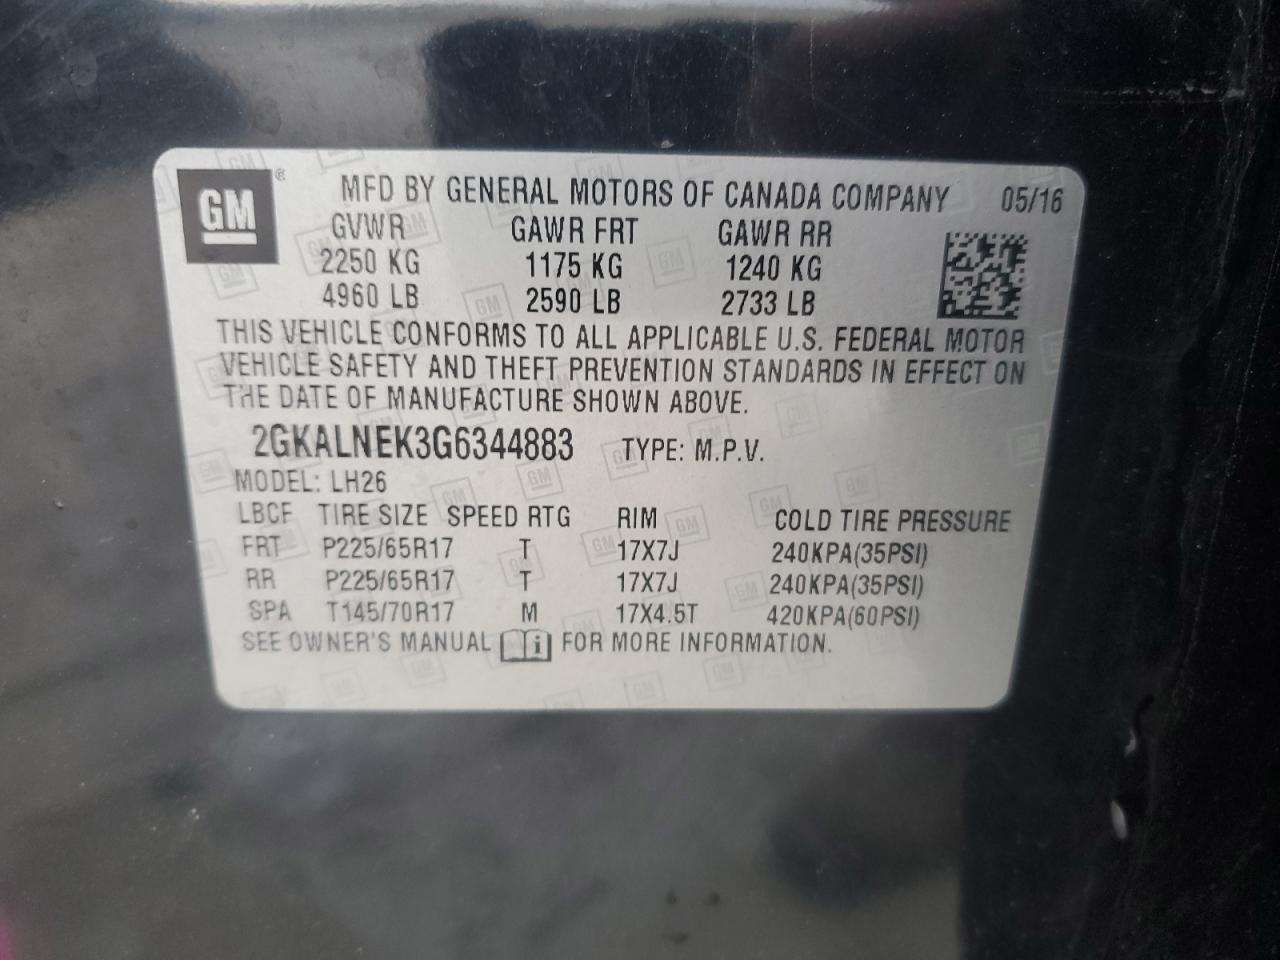 GM ® MFD BY GENERAL MOTORS OF CANADA COMPANY 05/16
GVWR GAWR FRT GAWR RR
2250 KG 1175 KG 1240 KG
4960 LB 2590 LB 2733 LB
THIS VEHICLE CONFORMS TO ALL APPLICABLE U.S. FEDERAL MOTOR
VEHICLE SAFETY AND THEFT PREVENTION STANDARDS IN EFFECT ON
THE DATE OF MANUFACTURE SHOWN ABOVE.
2GKALNEK3G6344883 TYPE: M.P.V.
MODEL: LH26
LBCF TIRE SIZE SPEED RTG RIM COLD TIRE PRESSURE
FRT P225/65R17 T 17X7J 240KPA(35PSI)
RR P225/65R17 T 17X7J 240KPA(35PSI)
SPA T145/70R17 M 17X4.5T 420KPA(60PSI)
SEE OWNER'S MANUAL i FOR MORE INFORMATION.